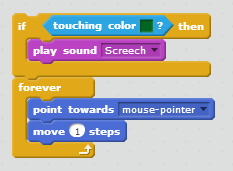 if touching color ? then
play sound Screech
forever
point towards mouse-pointer
move 1 steps